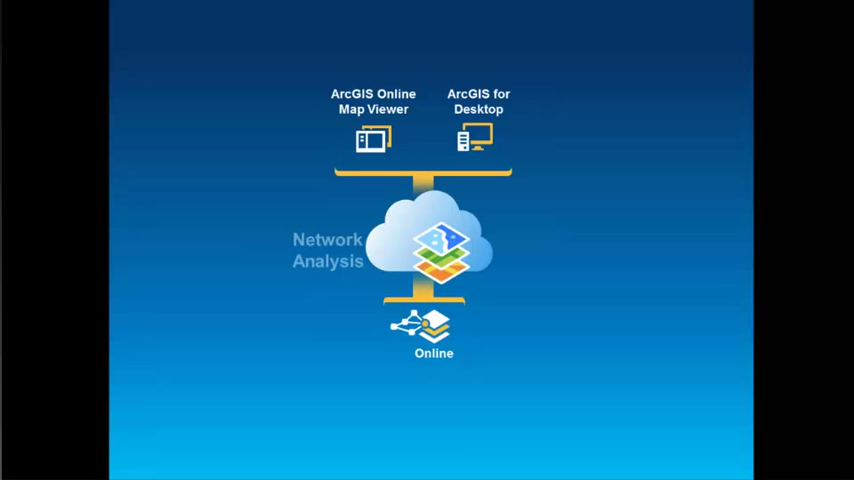 ArcGIS Online
Map Viewer
ArcGIS for
Desktop
Network
Analysis
Online